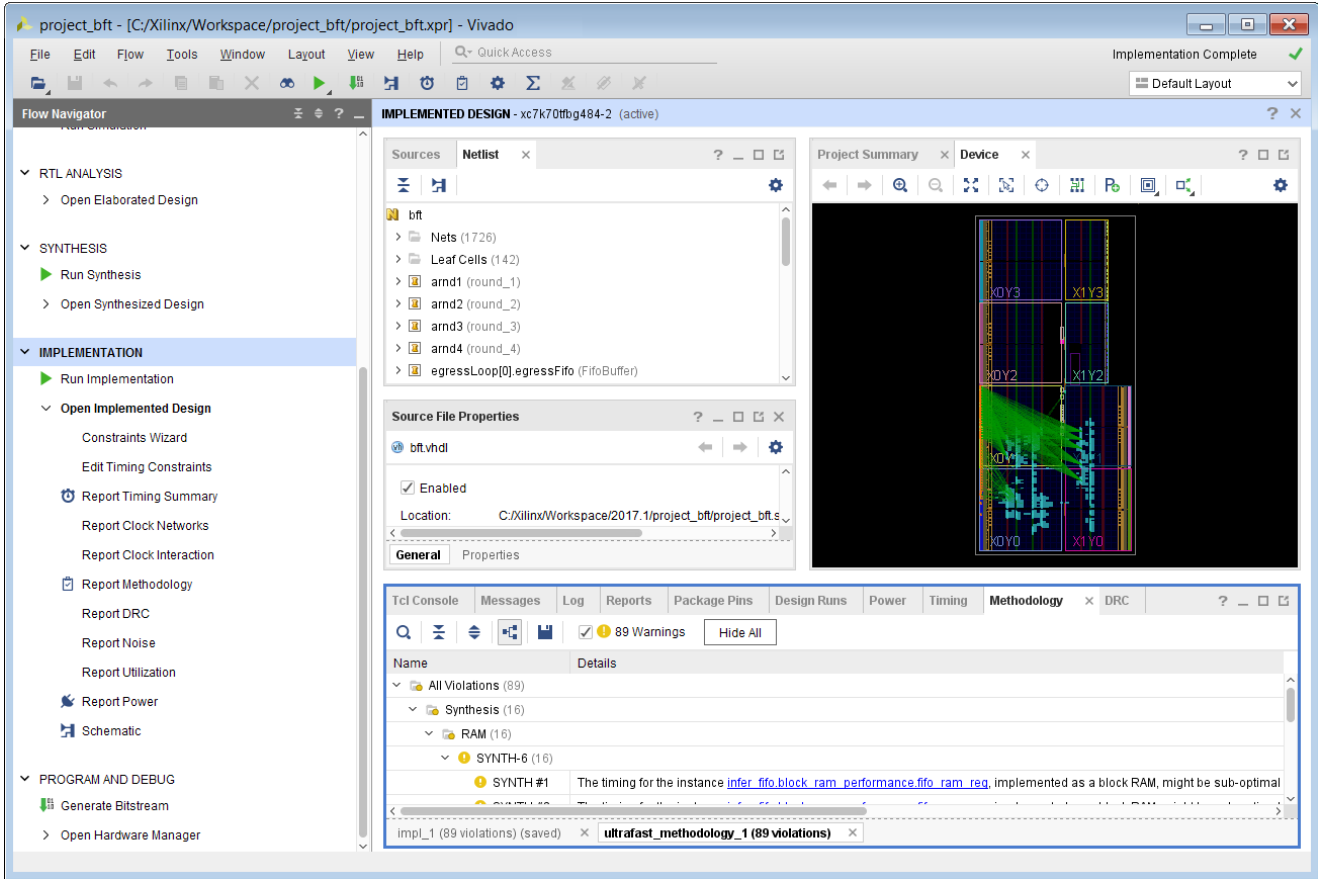 project_bft - [C:/Xilinx/Workspace/project_bft/project_bft.xpr] - Vivado
File Edit Flow Tools Window Layout View Help Quick Access
Implementation Complete
Default Layout
Flow Navigator
Run Simulation
RTL ANALYSIS
Open Elaborated Design
SYNTHESIS
Run Synthesis
Open Synthesized Design
IMPLEMENTATION
Run Implementation
Open Implemented Design
Constraints Wizard
Edit Timing Constraints
Report Timing Summary
Report Clock Networks
Report Clock Interaction
Report Methodology
Report DRC
Report Noise
Report Utilization
Report Power
Schematic
PROGRAM AND DEBUG
Generate Bitstream
Open Hardware Manager
IMPLEMENTED DESIGN - xc7k70tfbg484-2 (active)
Sources Netlist
bft
Nets (1726)
Leaf Cells (142)
arnd1 (round_1)
arnd2 (round_2)
arnd3 (round_3)
arnd4 (round_4)
egressLoop[0].egressFifo (FifoBuffer)
Source File Properties
bft.vhdl
Enabled
Location: C:/Xilinx/Workspace/2017.1/project_bft/project_bft.s
General Properties
Project Summary Device
X0Y3 X1Y3
X0Y2 X1Y2
X0Y0 X1Y0
Tcl Console Messages Log Reports Package Pins Design Runs Power Timing Methodology DRC
89 Warnings Hide All
Name Details
All Violations (89)
Synthesis (16)
RAM (16)
SYNTH-6 (16)
SYNTH #1 The timing for the instance infer_fifo.block_ram_performance.fifo_ram_reg, implemented as a block RAM, might be sub-optimal
impl_1 (89 violations) (saved) ultrafast_methodology_1 (89 violations)